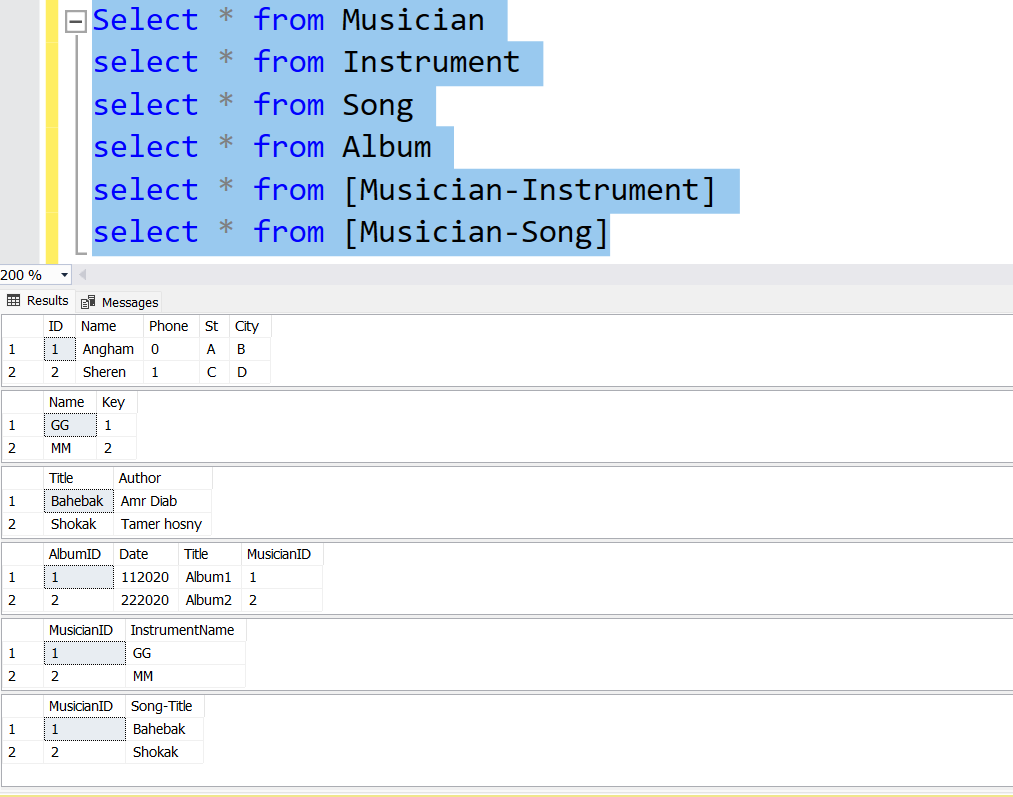 Select * from Musician
select * from Instrument
select * from Song
select * from Album
select * from [Musician-Instrument]
select * from [Musician-Song]
200 %
Results Messages
ID Name Phone St City
1 1 Angham 0 A B
2 2 Sheren 1 C D
Name Key
1 GG 1
2 MM 2
Title Author
1 Bahebak Amr Diab
2 Shokak Tamer hosny
AlbumID Date Title MusicianID
1 1 112020 Album1 1
2 2 222020 Album2 2
MusicianID InstrumentName
1 1 GG
2 2 MM
MusicianID Song-Title
1 1 Bahebak
2 2 Shokak